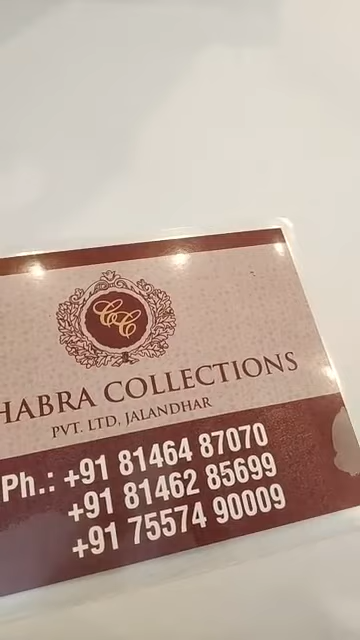 CC
HABRA COLLECTIONS
PVT. LTD, JALANDHAR
Ph.: +91 81464 87070
+91 81462 85699
+91 75574 90009